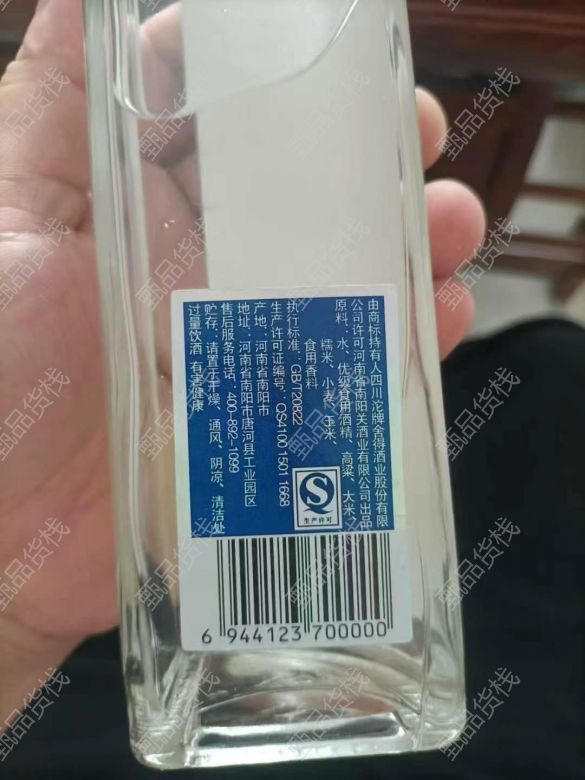 由商标持有人四川沱牌舍得酒业股份有限
公司许可河南省南阳关酒业有限公司出品
原料：水、优级食用酒精、高粱、大米、
糯米、小麦、玉米、
食用香料
执行标准：GB/T20822
生产许可证编号：QS4100 1501 1668
产地：河南省南阳市
地址：河南省南阳市唐河县工业园区
售后服务电话：400-882-1099
贮存：请置于干燥、通风、阴凉、清洁处
过量饮酒 有害健康
生产许可
6 944123 700000
甄品货栈